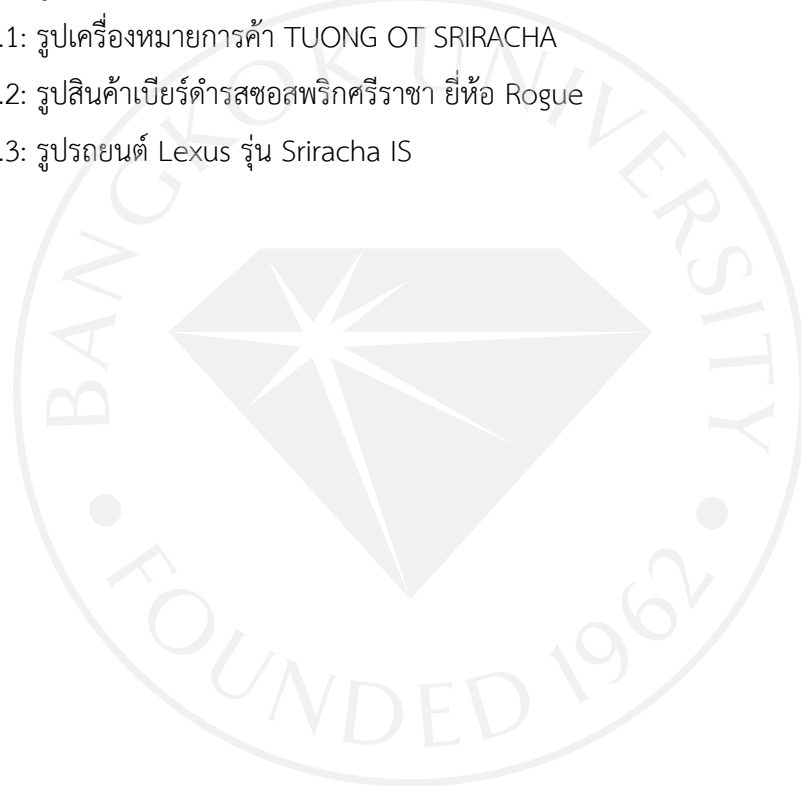 .1: รูปเครื่องหมายการค้า TUONG OT SRIRACHA
.2: รูปสินค้าเบียร์ดำรสซอสพริกศรีราชา ยี่ห้อ Rogue
.3: รูปรถยนต์ Lexus รุ่น Sriracha IS
BANGKOK UNIVERSITY
FOUNDED 1962